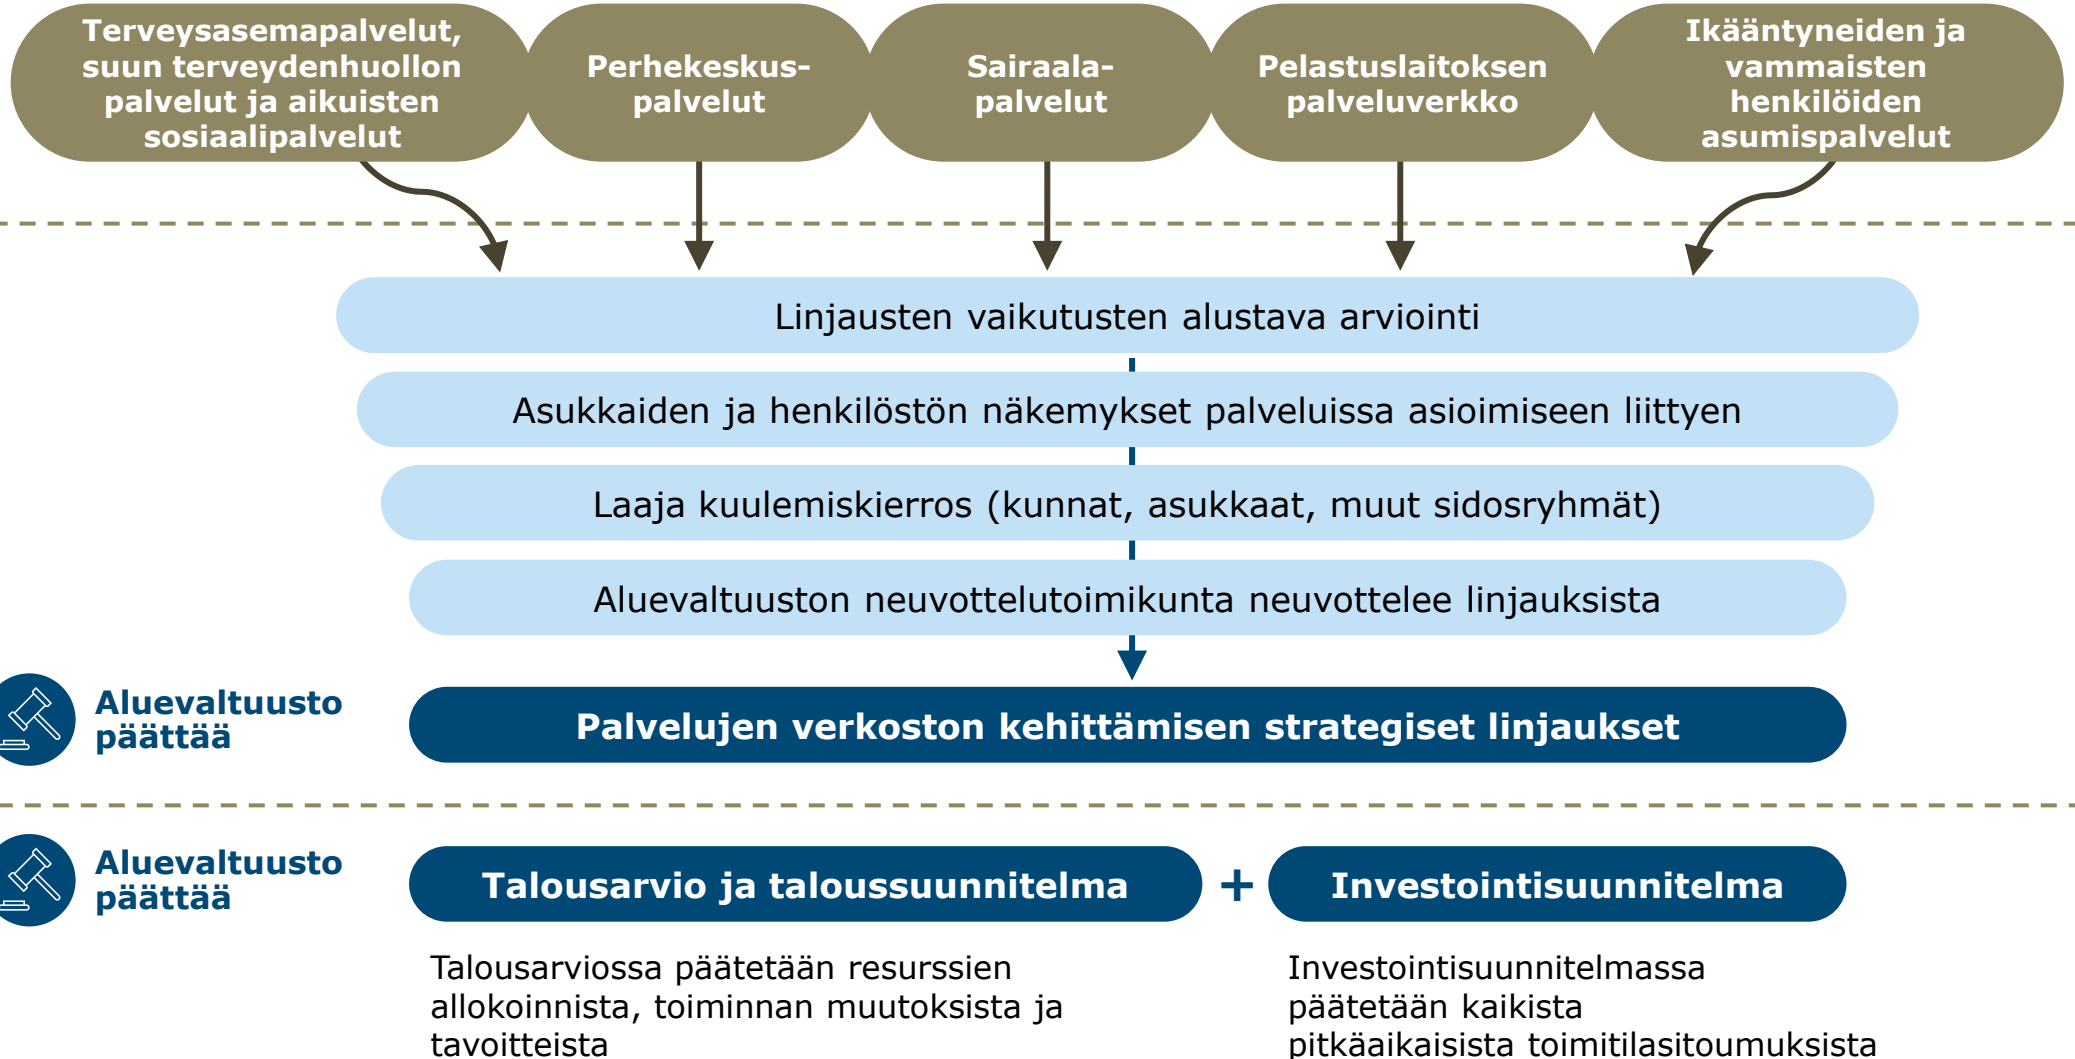 Terveysasemapalvelut,
suun terveydenhuollon
palvelut ja aikuisten
sosiaalipalvelut
Perhekeskus-
palvelut
Sairaala-
palvelut
Pelastuslaitoksen
palveluverkko
Ikääntyneiden ja
vammaisten
henkilöiden
asumispalvelut
Linjausten vaikutusten alustava arviointi
Asukkaiden ja henkilöstön näkemykset palveluissa asioimiseen liittyen
Laaja kuulemiskierros (kunnat, asukkaat, muut sidosryhmät)
Aluevaltuuston neuvottelutoimikunta neuvottelee linjauksista
Aluevaltuusto
päättää
Palvelujen verkoston kehittämisen strategiset linjaukset
Aluevaltuusto
päättää
Talousarvio ja taloussuunnitelma
+
Investointisuunnitelma
Talousarviossa päätetään resurssien
allokoinnista, toiminnan muutoksista ja
tavoitteista
Investointisuunnitelmassa
päätetään kaikista
pitkäaikaisista toimitilasitoumuksista